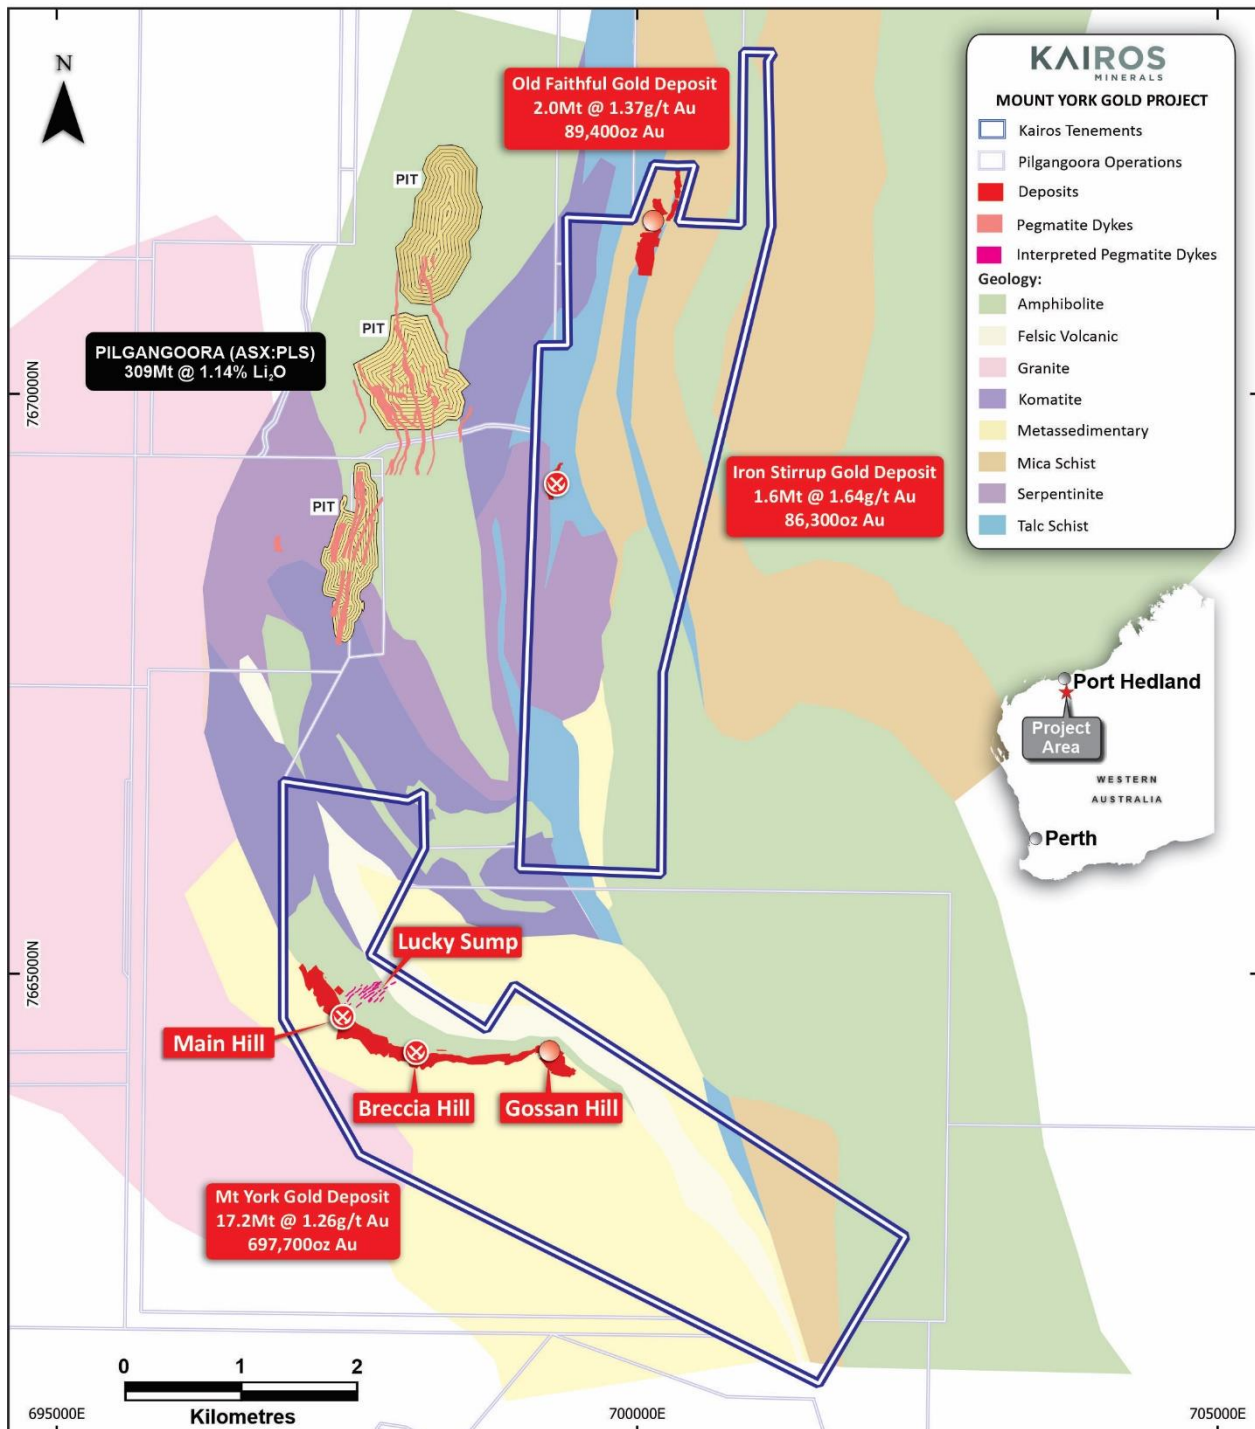 N
Old Faithful Gold Deposit
2.0Mt @ 1.37g/t Au
89,400oz Au
KAIROS
MINERALS
MOUNT YORK GOLD PROJECT
Kairos Tenements
Pilgangoora Operations
Deposits
Pegmatite Dykes
Interpreted Pegmatite Dykes
Geology:
Amphibolite
Felsic Volcanic
Granite
Komatite
Metassedimentary
Mica Schist
Serpentinite
Talc Schist
PIT
PIT
PILGANGOORA (ASX:PLS)
309Mt @ 1.14% Li₂O
7670000N
PIT
Iron Stirrup Gold Deposit
1.6Mt @ 1.64g/t Au
86,300oz Au
Port Hedland
Project
Area
WESTERN
AUSTRALIA
Perth
Lucky Sump
7665000N
Main Hill
Breccia Hill
Gossan Hill
Mt York Gold Deposit
17.2Mt @ 1.26g/t Au
697,700oz Au
0 1 2
Kilometres
695000E
700000E
705000E